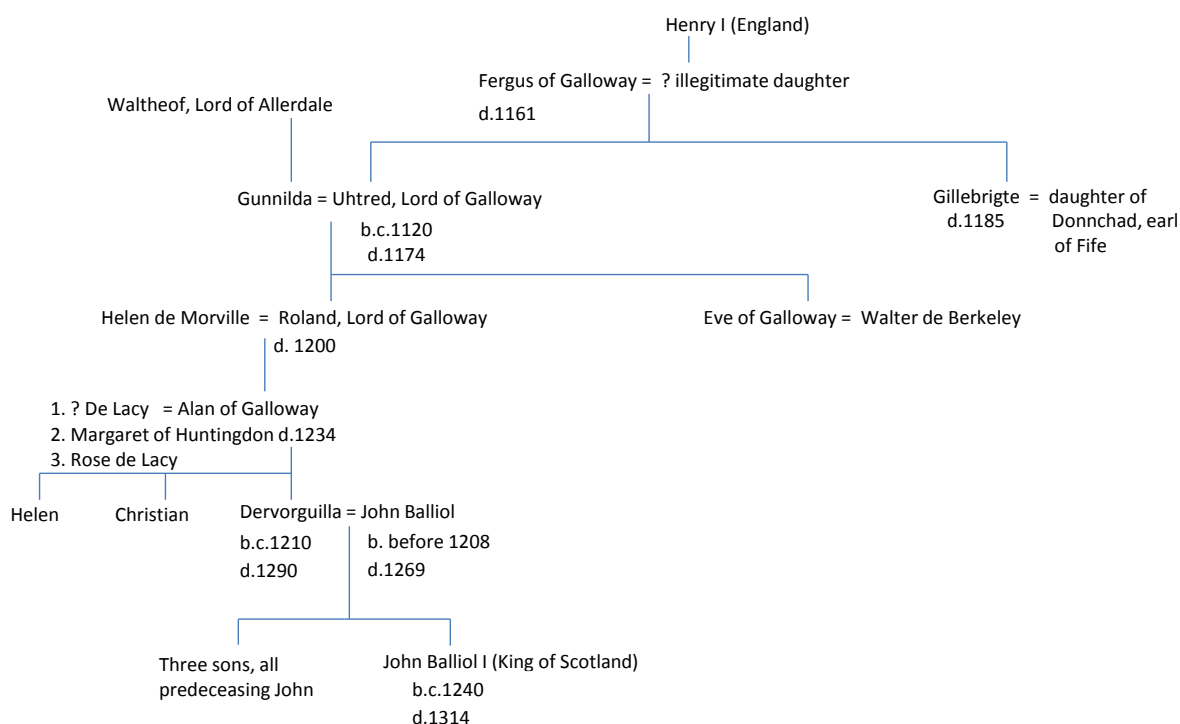 Henry I (England)
Fergus of Galloway = ? illegitimate daughter
d.1161
Waltheof, Lord of Allerdale
Gunnilda = Uhtred, Lord of Galloway
b.c.1120
d.1174
Gillebrigte = daughter of
d.1185 Donnchad, earl
of Fife
Helen de Morville = Roland, Lord of Galloway
d. 1200
Eve of Galloway = Walter de Berkeley
1. ? De Lacy = Alan of Galloway
2. Margaret of Huntingdon d.1234
3. Rose de Lacy
Helen
Christian
Dervorguilla = John Balliol
b.c.1210 b. before 1208
d.1290 d.1269
Three sons, all
predeceasing John
John Balliol I (King of Scotland)
b.c.1240
d.1314